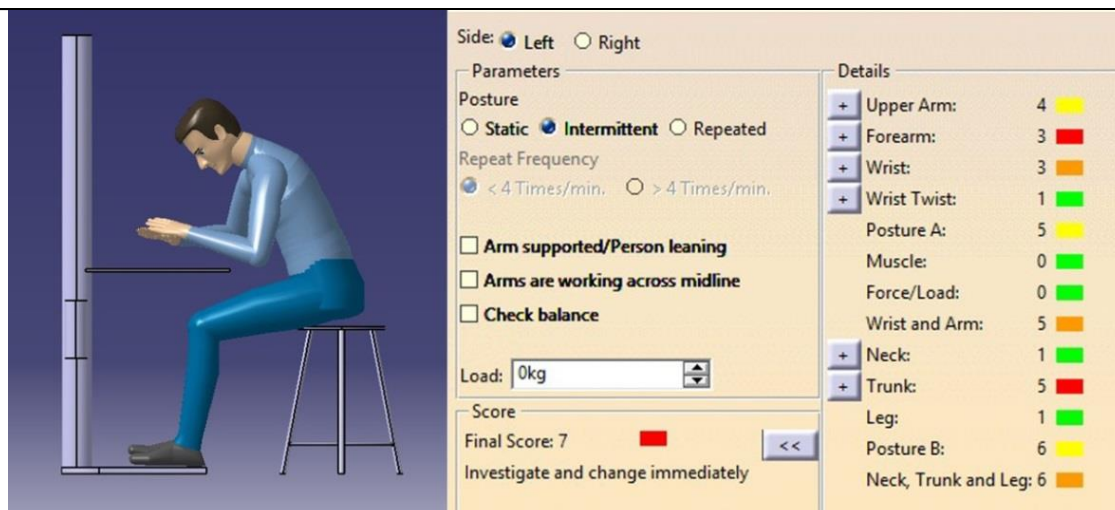 Side: Left Right
Parameters
Posture
Static Intermittent Repeated
Repeat Frequency
< 4 Times/min. > 4 Times/min.
Arm supported/Person leaning
Arms are working across midline
Check balance
Load: 0kg
Score
Final Score: 7
<<
Investigate and change immediately
Details
+ Upper Arm: 4
+ Forearm: 3
+ Wrist: 3
+ Wrist Twist: 1
Posture A: 5
Muscle: 0
Force/Load: 0
Wrist and Arm: 5
+ Neck: 1
+ Trunk: 5
Leg: 1
Posture B: 6
Neck, Trunk and Leg: 6